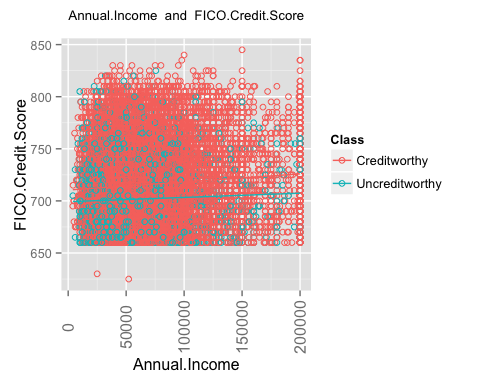 Annual.Income and FICO.Credit.Score
850
800
750
700
650
FICO.Credit.Score
0
50000
100000
150000
200000
Annual.Income
Class
Creditworthy
Uncreditworthy